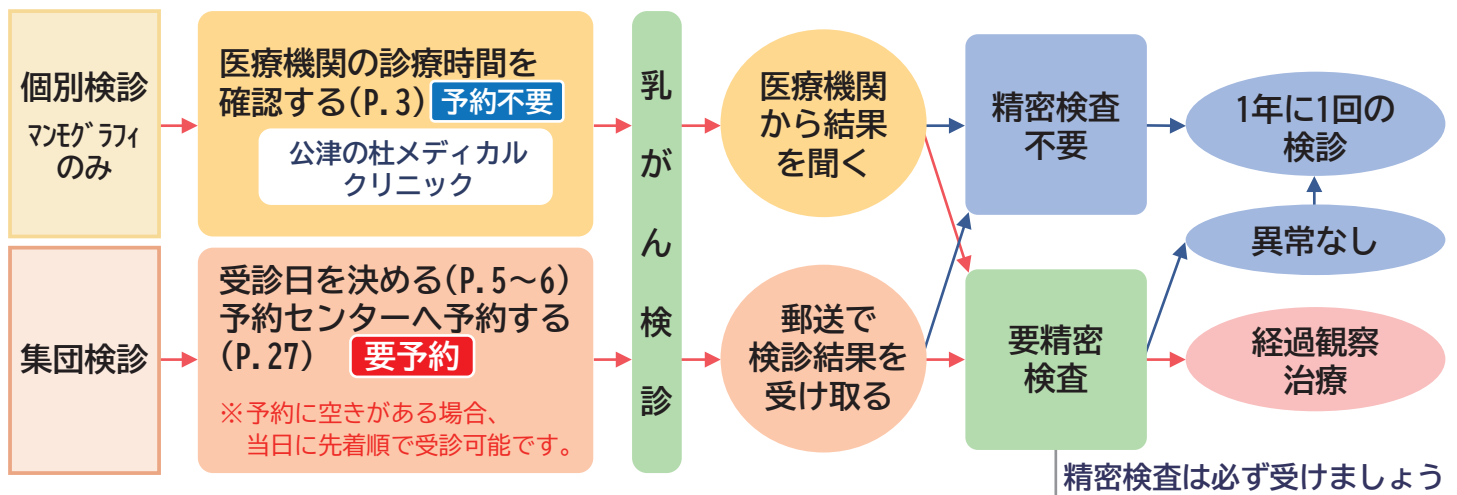 個別検診
マンモグラフィ
のみ
医療機関の診療時間を
確認する(P.3) 予約不要
公津の杜メディカル
クリニック
集団検診
受診日を決める(P.5～6)
予約センターへ予約する
(P.27) 要予約
※予約に空きがある場合、
当日に先着順で受診可能です。
乳がん検診
医療機関
から結果
を聞く
郵送で
検診結果を
受け取る
精密検査
不要
要精密
検査
1年に1回の
検診
異常なし
経過観察
治療
精密検査は必ず受けましょう